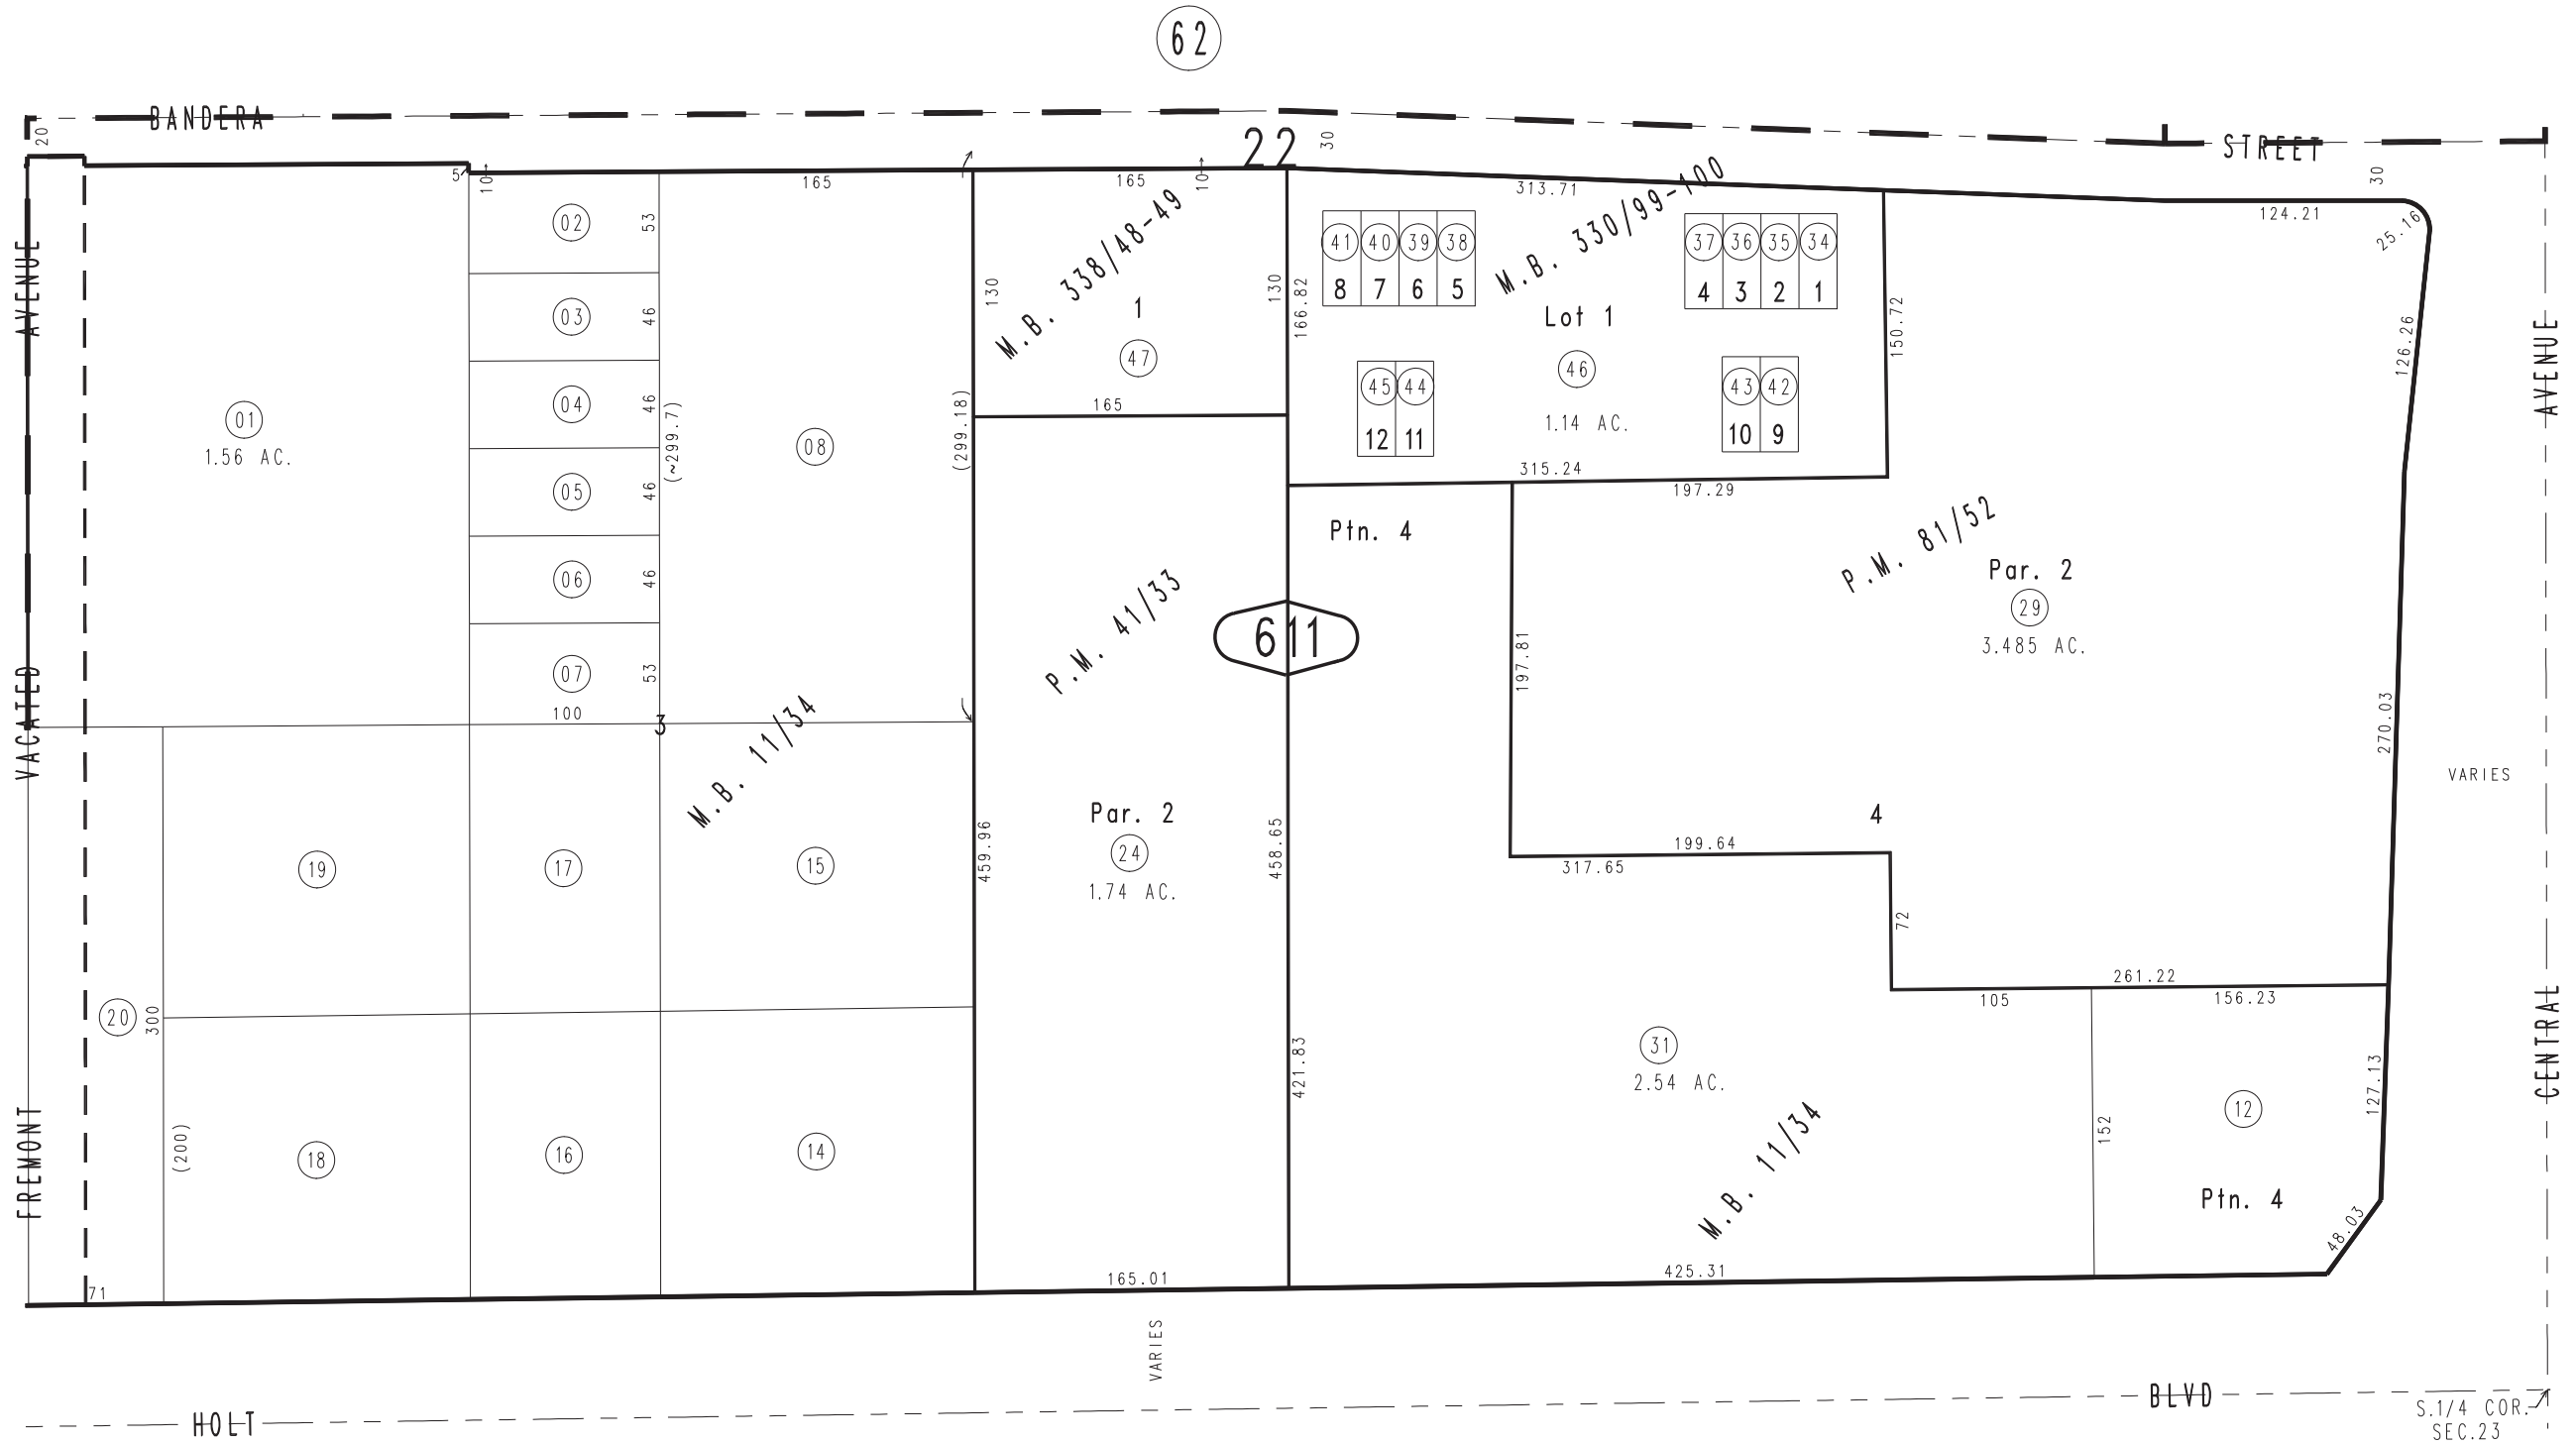 62
BANDERA
STREET
20
22
30
30
5
10
165
165
10
313.71
124.21
25.16
AVENUE
VACATED
FREMONT
01
1.56 AC.
02
53
03
46
04
46
05
46
06
46
07
53
100
(~299.7)
08
(299.18)
M.B. 338/48-49
130
1
47
130
165
166.82
41 40 39 38
8 7 6 5
M.B. 330/99-100
37 36 35 34
4 3 2 1
Lot 1
46
1.14 AC.
45 44
12 11
43 42
10 9
150.72
315.24
197.29
126.26
AVENUE
CENTRAL
Ptn. 4
P.M. 81/52
Par. 2
29
3.485 AC.
P.M. 41/33
611
197.81
270.03
VARIES
3
M.B. 11/34
Par. 2
24
1.74 AC.
459.96
458.65
4
199.64
317.65
72
19
17
15
261.22
105
156.23
20
300
31
2.54 AC.
421.83
127.13
12
152
Ptn. 4
48.03
(200)
18
16
14
M.B. 11/34
71
165.01
425.31
VARIES
HOLT
BLVD
S.1/4 COR.
SEC.23